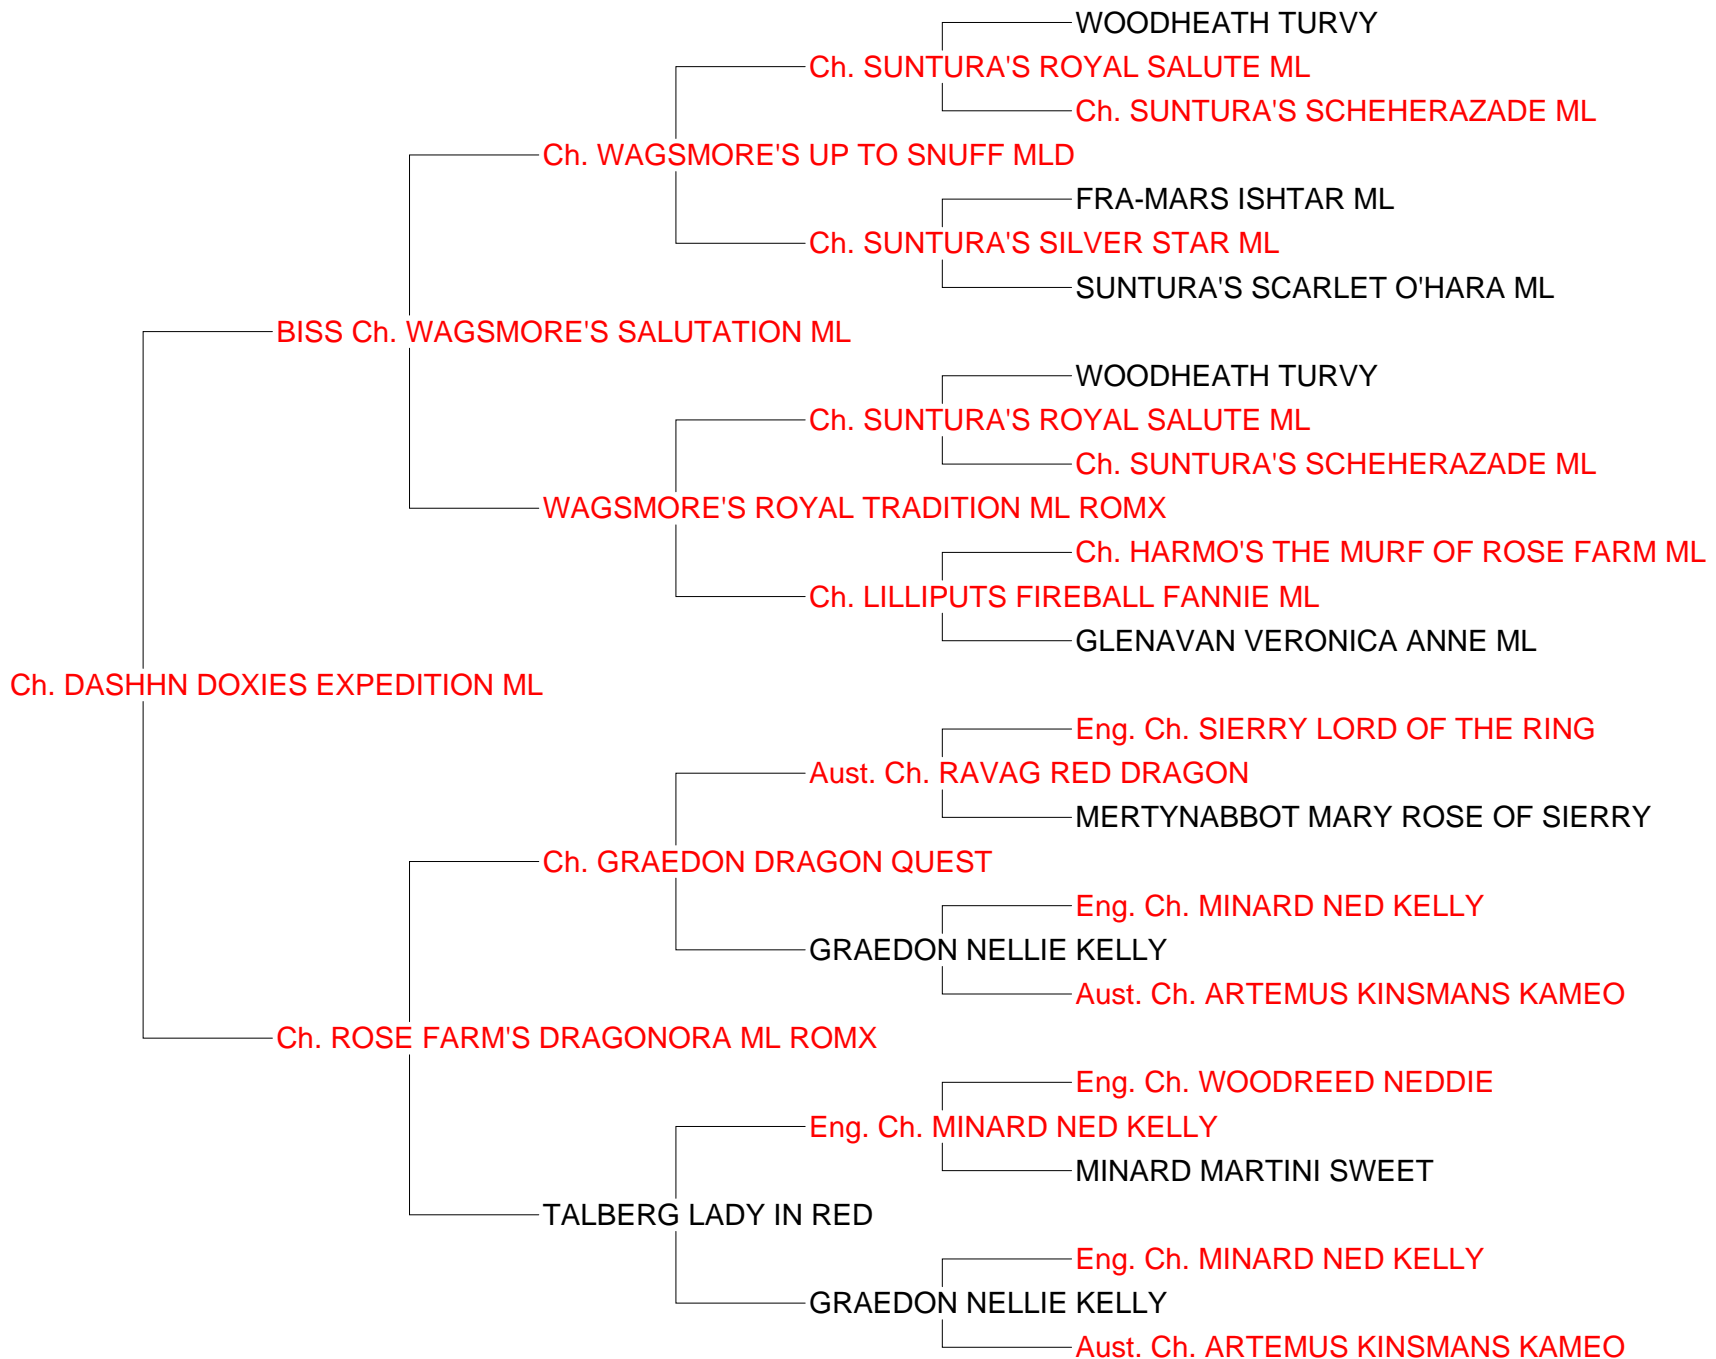 WOODHEATH TURVY
Ch. SUNTURA'S ROYAL SALUTE ML
Ch. SUNTURA'S SCHEHERAZADE ML
Ch. WAGSMORE'S UP TO SNUFF MLD
FRA-MARS ISHTAR ML
Ch. SUNTURA'S SILVER STAR ML
SUNTURA'S SCARLET O'HARA ML
BISS Ch. WAGSMORE'S SALUTATION ML
WOODHEATH TURVY
Ch. SUNTURA'S ROYAL SALUTE ML
Ch. SUNTURA'S SCHEHERAZADE ML
WAGSMORE'S ROYAL TRADITION ML ROMX
Ch. HARMO'S THE MURF OF ROSE FARM ML
Ch. LILLIPUTS FIREBALL FANNIE ML
GLENAVAN VERONICA ANNE ML
Ch. DASHHN DOXIES EXPEDITION ML
Eng. Ch. SIERRY LORD OF THE RING
Aust. Ch. RAVAG RED DRAGON
MERTYNABBOT MARY ROSE OF SIERRY
Ch. GRAEDON DRAGON QUEST
Eng. Ch. MINARD NED KELLY
GRAEDON NELLIE KELLY
Aust. Ch. ARTEMUS KINSMANS KAMEO
Ch. ROSE FARM'S DRAGONORA ML ROMX
Eng. Ch. WOODREED NEDDIE
Eng. Ch. MINARD NED KELLY
MINARD MARTINI SWEET
TALBERG LADY IN RED
Eng. Ch. MINARD NED KELLY
GRAEDON NELLIE KELLY
Aust. Ch. ARTEMUS KINSMANS KAMEO